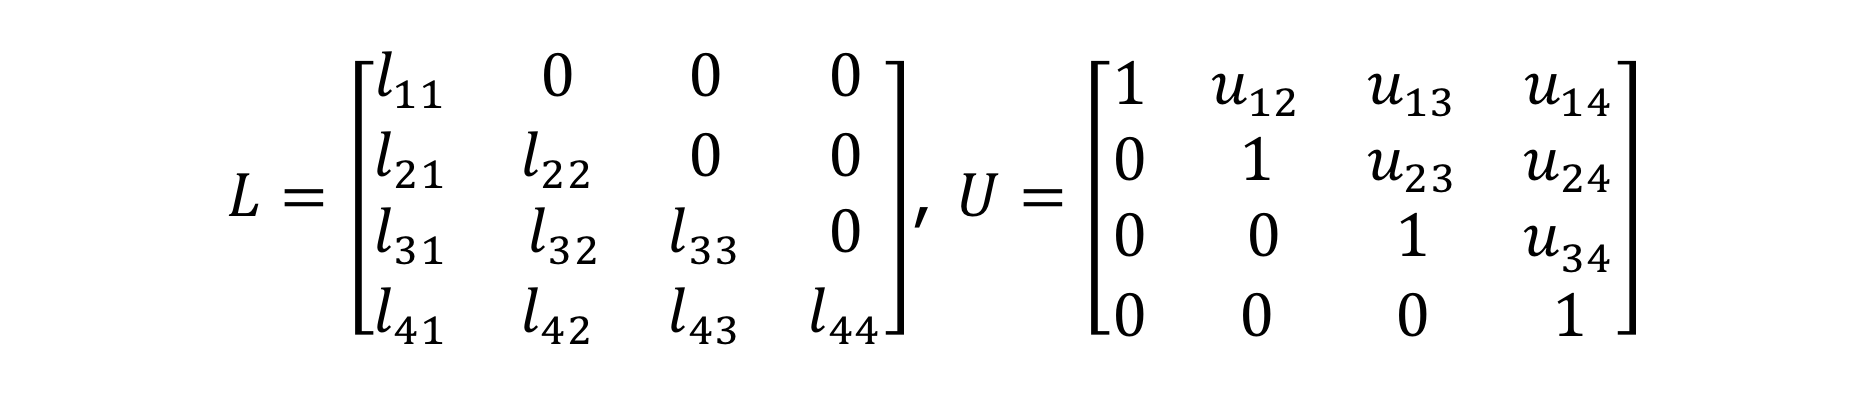 L = [l₁₁ 0 0 0; l₂₁ l₂₂ 0 0; l₃₁ l₃₂ l₃₃ 0; l₄₁ l₄₂ l₄₃ l₄₄], U = [1 u₁₂ u₁₃ u₁₄; 0 1 u₂₃ u₂₄; 0 0 1 u₃₄; 0 0 0 1]